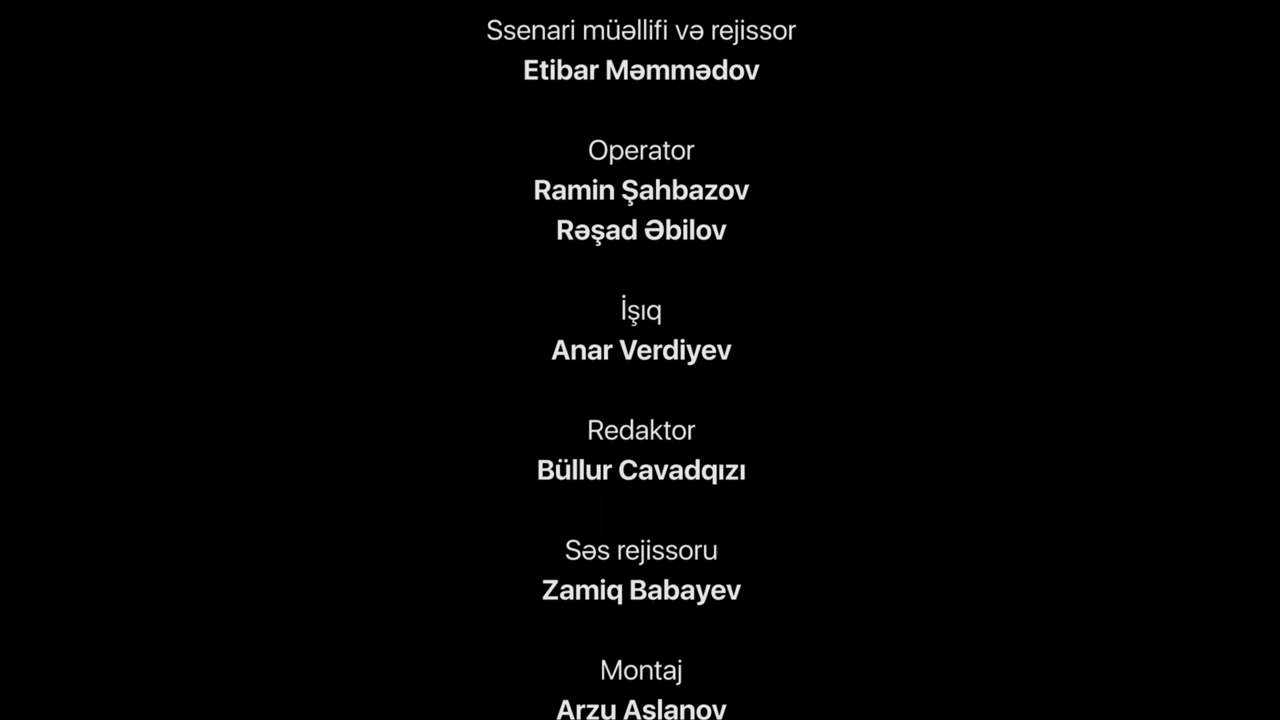 Ssenari müəllifi və rejissor
Etibar Məmmədov
Operator
Ramin Şahbazov
Rəşad Əbilov
İşıq
Anar Verdiyev
Redaktor
Büllur Cavadqızı
Səs rejissoru
Zamiq Babayev
Montaj
Arzu Aslanov